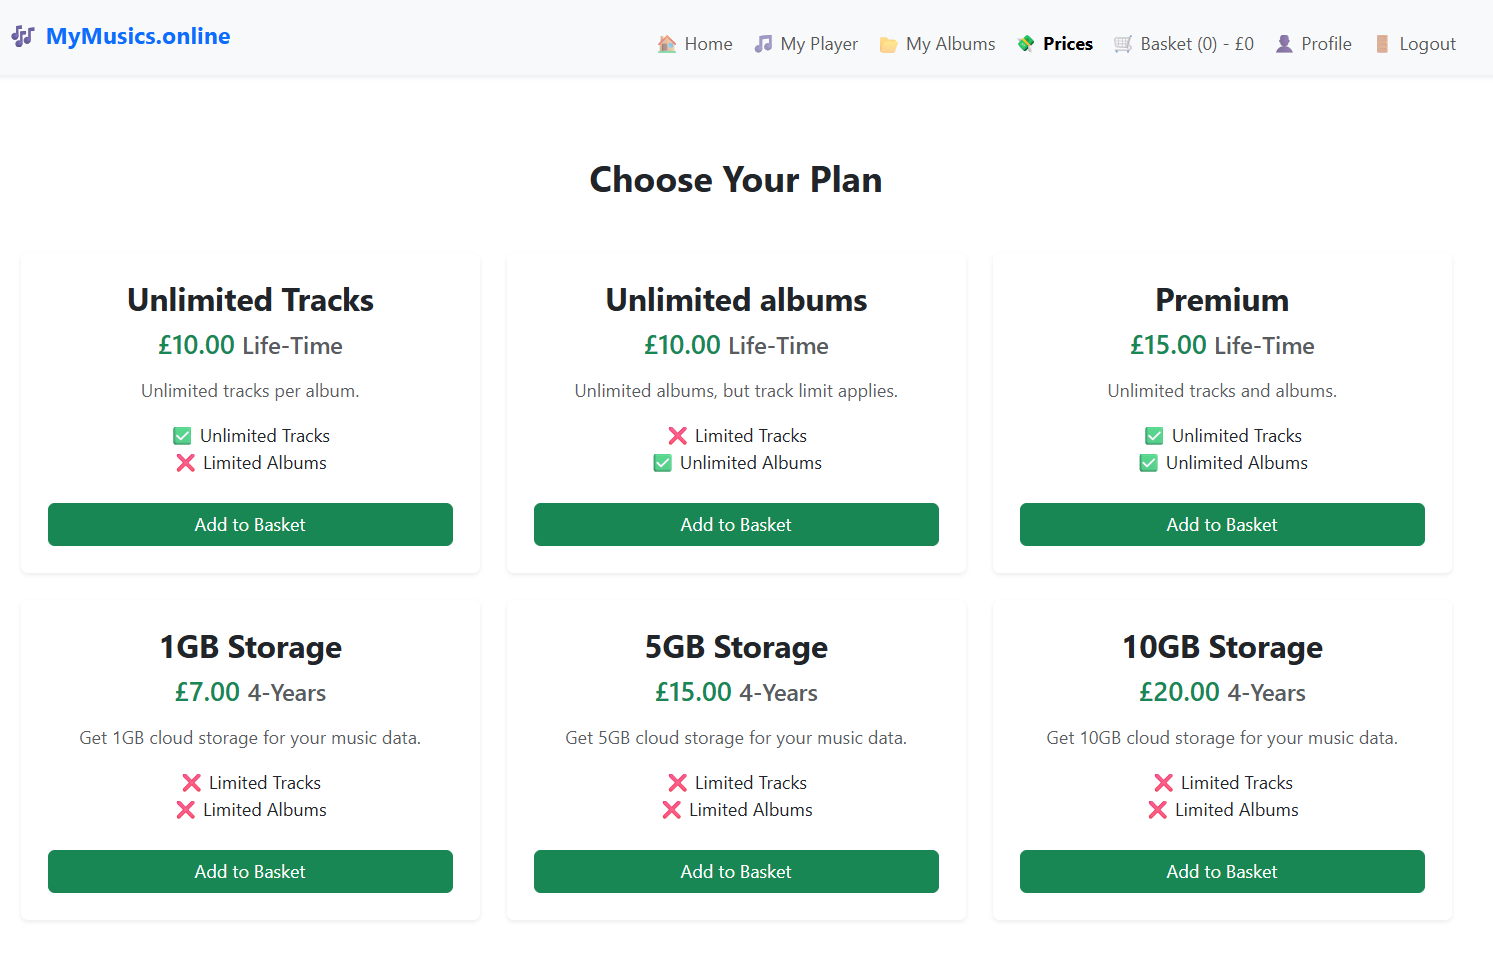 MyMusics.online
Home My Player My Albums Prices Basket (0) - £0 Profile Logout
Choose Your Plan
Unlimited Tracks
£10.00 Life-Time
Unlimited tracks per album.
Unlimited Tracks
Limited Albums
Add to Basket
Unlimited albums
£10.00 Life-Time
Unlimited albums, but track limit applies.
Limited Tracks
Unlimited Albums
Add to Basket
Premium
£15.00 Life-Time
Unlimited tracks and albums.
Unlimited Tracks
Unlimited Albums
Add to Basket
1GB Storage
£7.00 4-Years
Get 1GB cloud storage for your music data.
Limited Tracks
Limited Albums
Add to Basket
5GB Storage
£15.00 4-Years
Get 5GB cloud storage for your music data.
Limited Tracks
Limited Albums
Add to Basket
10GB Storage
£20.00 4-Years
Get 10GB cloud storage for your music data.
Limited Tracks
Limited Albums
Add to Basket